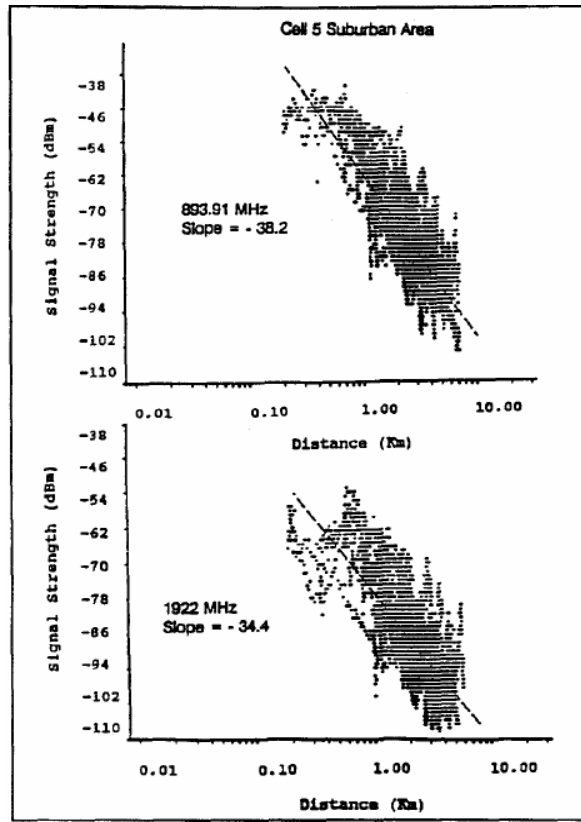 Cell 5 Suburban Area
Signal Strength (dBm)
-38
-46
-54
-62
-70
-78
-86
-94
-102
-110
893.91 MHz
Slope = - 38.2
0.01 0.10 1.00 10.00
Distance (Km)
Signal Strength (dBm)
-38
-46
-54
-62
-70
-78
-86
-94
-102
-110
1922 MHz
Slope = - 34.4
0.01 0.10 1.00 10.00
Distance (Km)